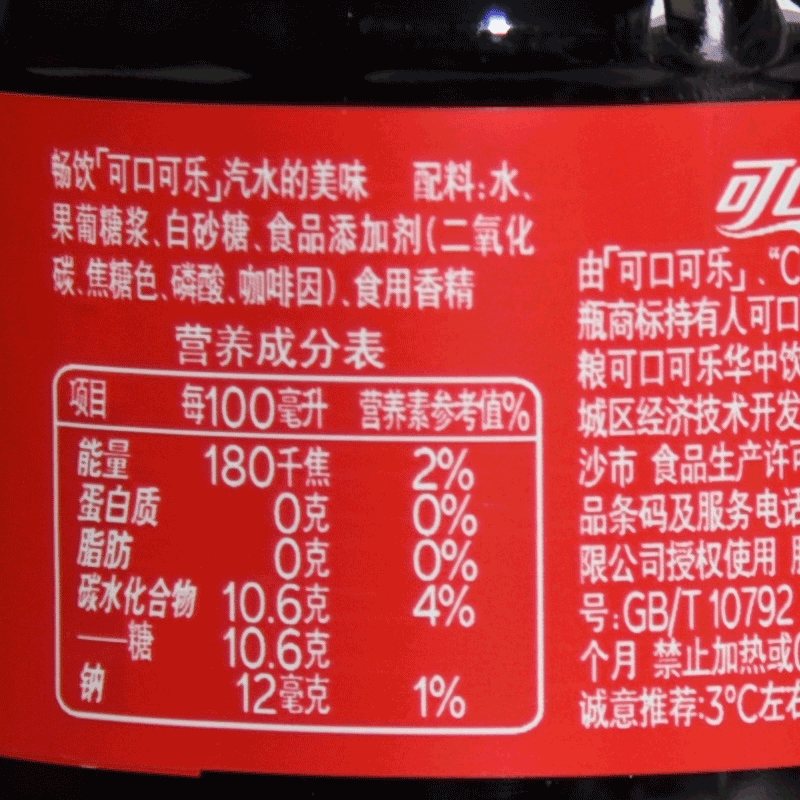 畅饮「可口可乐」汽水的美味 配料:水、
果葡糖浆、白砂糖、食品添加剂(二氧化
碳、焦糖色、磷酸、咖啡因)、食用香精
营养成分表
项目 每100毫升 营养素参考值%
能量 180千焦 2%
蛋白质 0克 0%
脂肪 0克 0%
碳水化合物 10.6克 4%
——糖 10.6克
钠 12毫克 1%
可口
由「可口可乐」、“C
瓶商标持有人可口
粮可口可乐华中饮
城区经济技术开发
沙市 食品生产许可
品条码及服务电话
限公司授权使用
号:GB/T 10792
个月 禁止加热或
诚意推荐:3°C左右